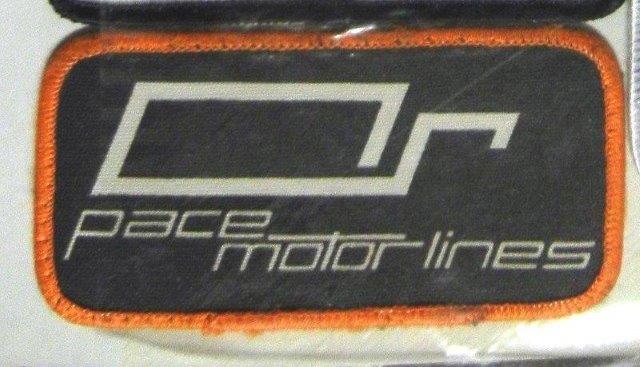 pace
motor lines